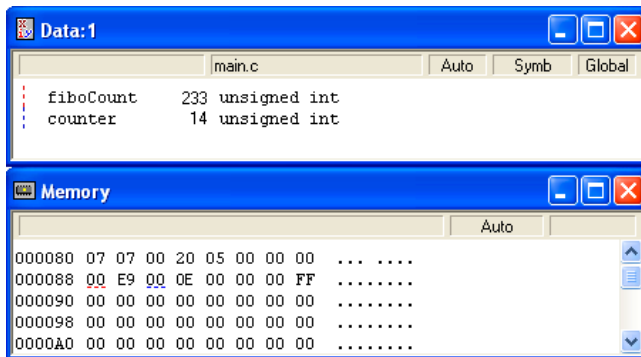 Data:1
main.c Auto Symb Global
fiboCount 233 unsigned int
counter 14 unsigned int
Memory
Auto
000080 07 07 00 20 05 00 00 00 ... ....
000088 00 E9 00 0E 00 00 00 FF ........
000090 00 00 00 00 00 00 00 00 ........
000098 00 00 00 00 00 00 00 00 ........
0000A0 00 00 00 00 00 00 00 00 ........